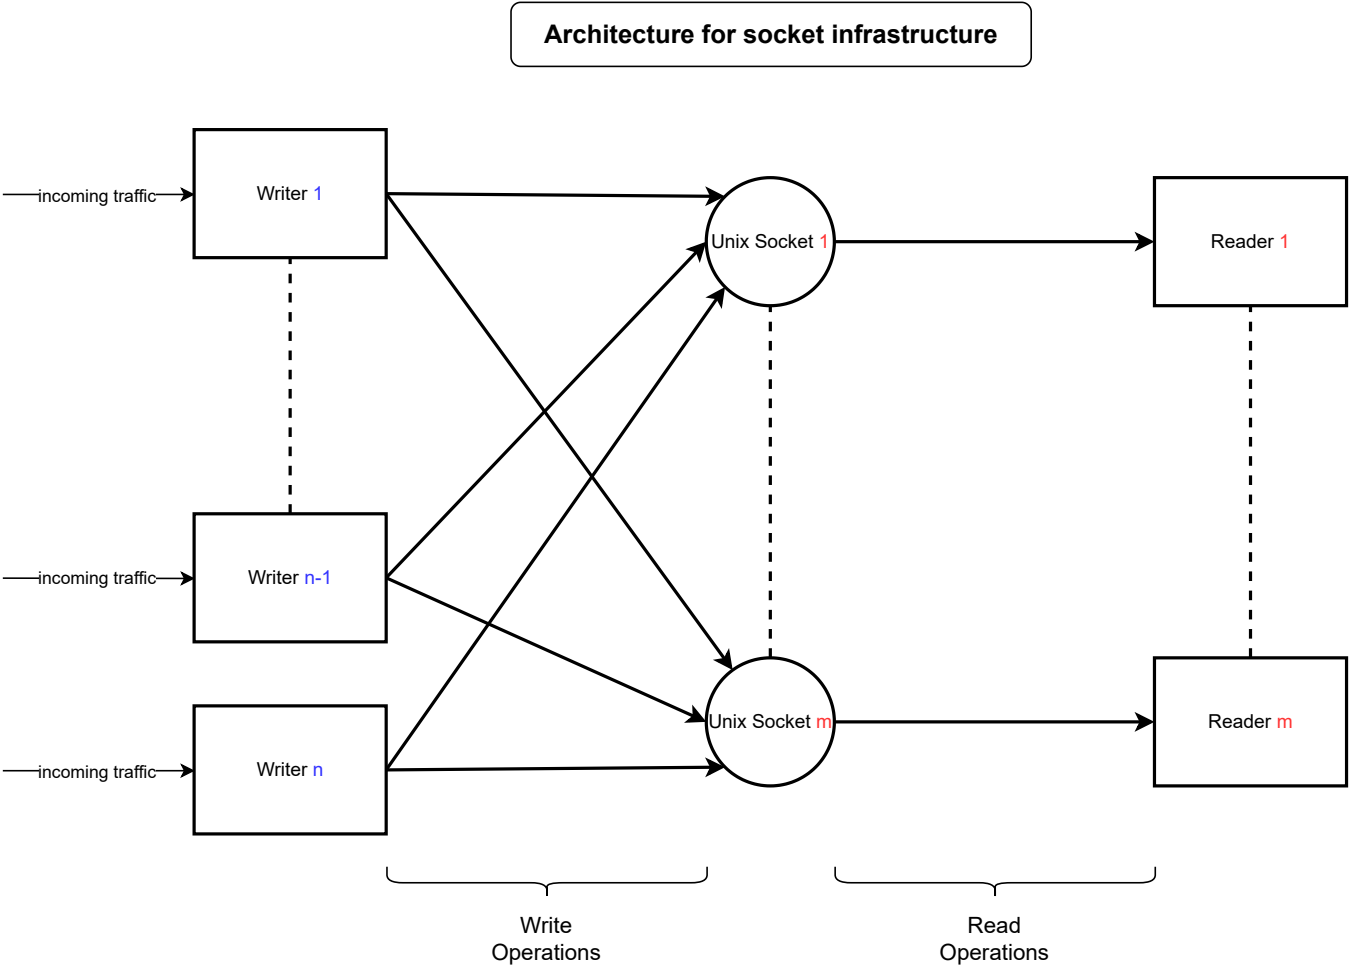 Architecture for socket infrastructure
incoming traffic
Writer 1
Unix Socket 1
Reader 1
incoming traffic
Writer n-1
incoming traffic
Writer n
Unix Socket m
Reader m
Write
Operations
Read
Operations